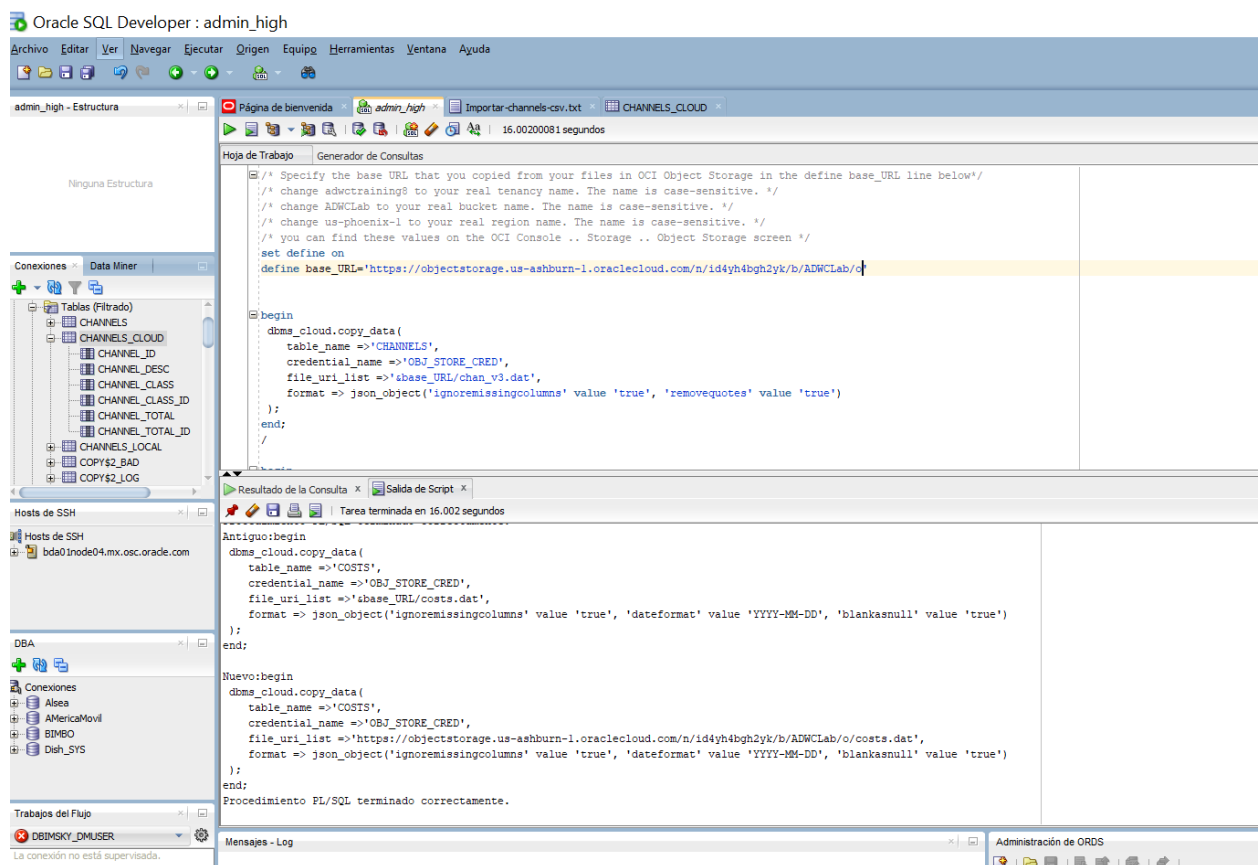 Oracle SQL Developer : admin_high
Archivo Editar Ver Navegar Ejecutar Origen Equipo Herramientas Ventana Ayuda
admin_high - Estructura
Ninguna Estructura
Conexiones Data Miner
Tablas (Filtrado)
CHANNELS
CHANNELS_CLOUD
CHANNEL_ID
CHANNEL_DESC
CHANNEL_CLASS
CHANNEL_CLASS_ID
CHANNEL_TOTAL
CHANNEL_TOTAL_ID
CHANNELS_LOCAL
COPY$2_BAD
COPY$2_LOG
Hosts de SSH
Hosts de SSH
bda01node04.mx.osc.oracle.com
DBA
Conexiones
Alsea
AMericaMovil
BIMBO
Dish_SYS
Trabajos del Flujo
DBIMSKY_DMUSER
La conexión no está supervisada.
Página de bienvenida admin_high Importar-channels-csv.txt CHANNELS_CLOUD
16.00200081 segundos
Hoja de Trabajo Generador de Consultas
/* Specify the base URL that you copied from your files in OCI Object Storage in the define base_URL line below*/
/* change adwctraining8 to your real tenancy name. The name is case-sensitive. */
/* change ADWCLab to your real bucket name. The name is case-sensitive. */
/* change us-phoenix-1 to your real region name. The name is case-sensitive. */
/* you can find these values on the OCI Console .. Storage .. Object Storage screen */
set define on
define base_URL='https://objectstorage.us-ashburn-1.oraclecloud.com/n/id4yh4bgh2yk/b/ADWCLab/o'
begin
dbms_cloud.copy_data(
table_name =>'CHANNELS',
credential_name =>'OBJ_STORE_CRED',
file_uri_list =>'&base_URL/chan_v3.dat',
format => json_object('ignoremissingcolumns' value 'true', 'removequotes' value 'true')
);
end;
/
Resultado de la Consulta x Salida de Script x
Tarea terminada en 16.002 segundos
Antiguo:begin
dbms_cloud.copy_data(
table_name =>'COSTS',
credential_name =>'OBJ_STORE_CRED',
file_uri_list =>'&base_URL/costs.dat',
format => json_object('ignoremissingcolumns' value 'true', 'dateformat' value 'YYYY-MM-DD', 'blankasnull' value 'true')
);
end;
Nuevo:begin
dbms_cloud.copy_data(
table_name =>'COSTS',
credential_name =>'OBJ_STORE_CRED',
file_uri_list =>'https://objectstorage.us-ashburn-1.oraclecloud.com/n/id4yh4bgh2yk/b/ADWCLab/o/costs.dat',
format => json_object('ignoremissingcolumns' value 'true', 'dateformat' value 'YYYY-MM-DD', 'blankasnull' value 'true')
);
end;
Procedimiento PL/SQL terminado correctamente.
Mensajes - Log
Administración de ORDS